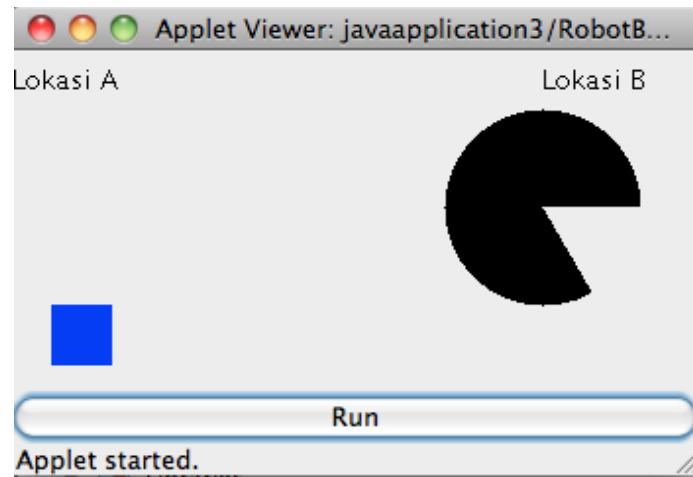 Applet Viewer: javaapplication3/RobotB...
Lokasi A
Lokasi B
Run
Applet started.